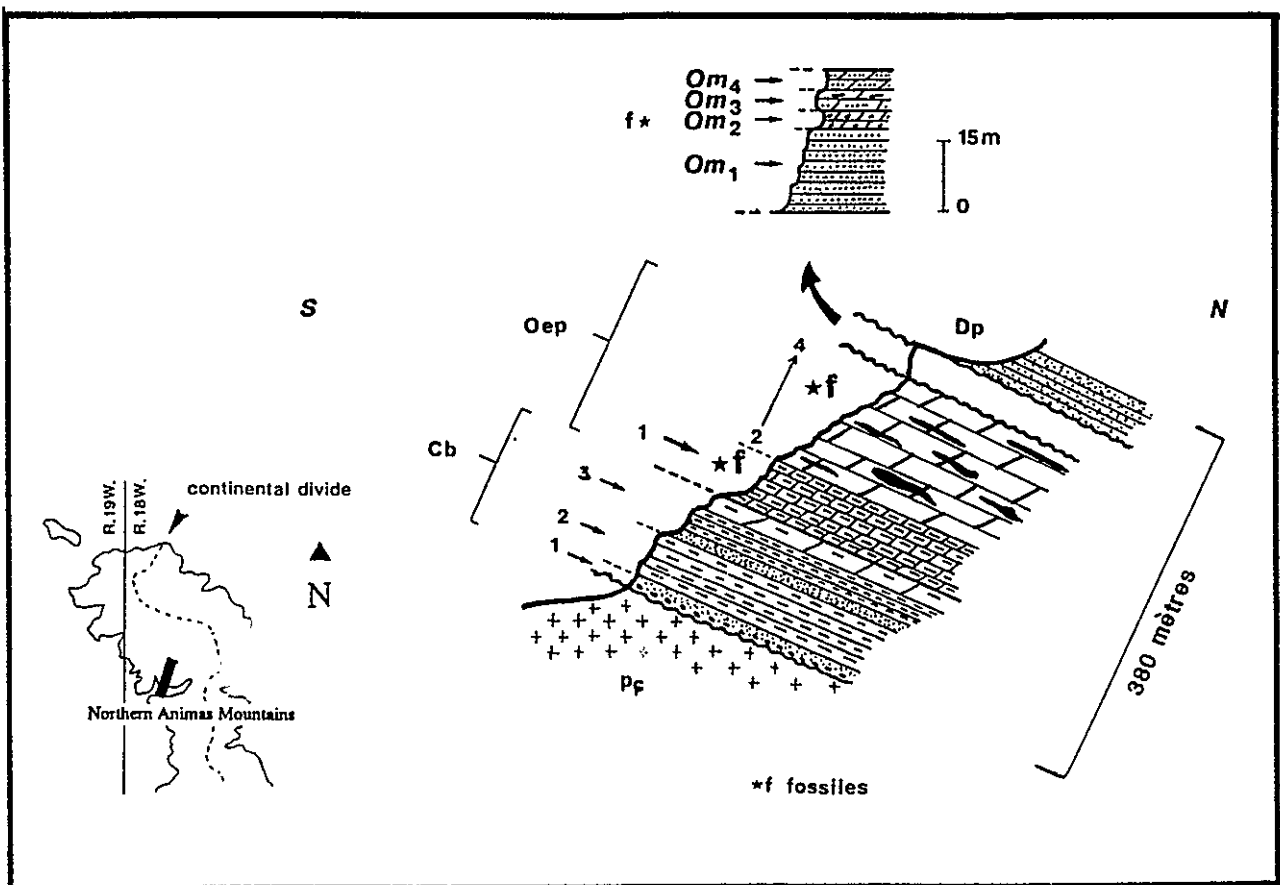 Om4
Om3
f★ Om2
Om1
15m
0
S
N
Oep
Dp
4
★f
Cb
1
2
★f
3
2
1
R.19W.
R.18W.
continental divide
N
Northern Animas Mountains
p-Є
380 mètres
★f fossiles